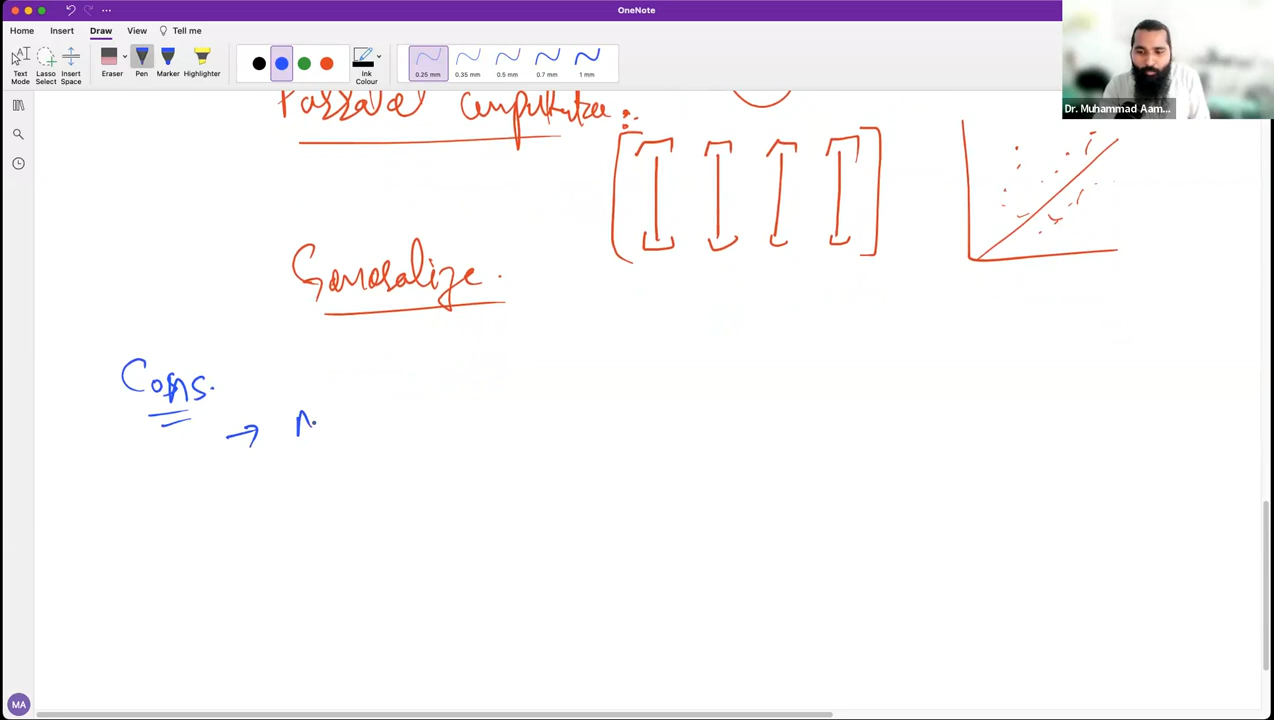 OneNote
Home Insert Draw View Tell me
Text Mode
Lasso Select
Insert Space
Eraser
Pen
Marker
Highlighter
Ink Colour
0.25 mm
0.35 mm
0.5 mm
0.7 mm
1 mm
Dr. Muhammad Aam...
Generalize.
Cons.
→
MA